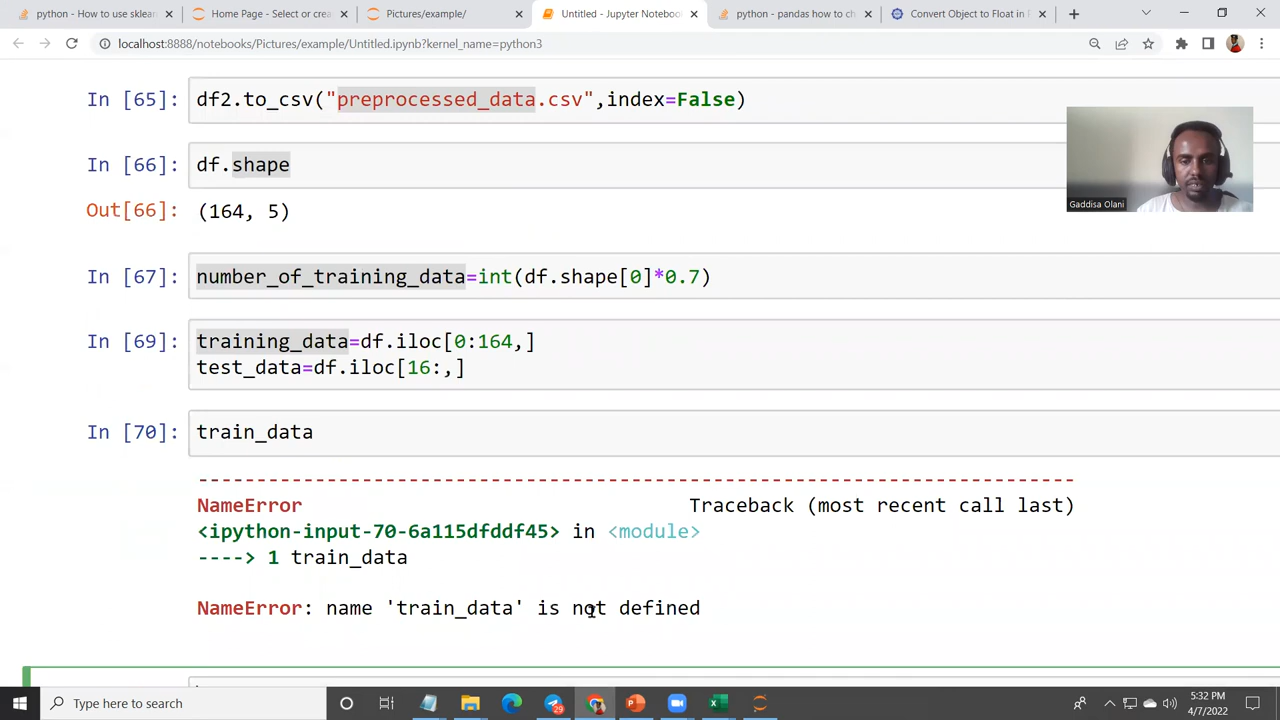 python - How to use sklear
Home Page - Select or crea
Pictures/example/
Untitled - Jupyter Notebook
python - pandas how to ch
Convert Object to Float in P
localhost:8888/notebooks/Pictures/example/Untitled.ipynb?kernel_name=python3
In [65]: df2.to_csv("preprocessed_data.csv",index=False)
In [66]: df.shape
Out[66]: (164, 5)
In [67]: number_of_training_data=int(df.shape[0]*0.7)
In [69]: training_data=df.iloc[0:164,]
test_data=df.iloc[16:,]
In [70]: train_data
NameError Traceback (most recent call last)
<ipython-input-70-6a115dfddf45> in <module>
----> 1 train_data
NameError: name 'train_data' is not defined
Gaddisa Olani
Type here to search
29
5:32 PM
4/7/2022